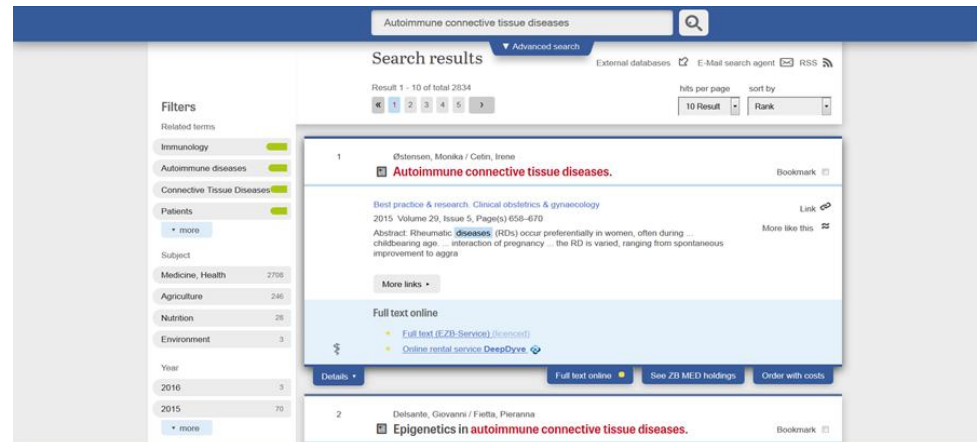 Autoimmune connective tissue diseases
▼ Advanced search
Search results
External databases E-Mail search agent RSS
Result 1 - 10 of total 2834
hits per page sort by
« 1 2 3 4 5 ›
10 Result Rank
Filters
Related terms
Immunology
Autoimmune diseases
Connective Tissue Diseases
Patients
more
Subject
Medicine, Health 2708
Agriculture 246
Nutrition 28
Environment 3
Year
2016 3
2015 70
more
1 Østensen, Monika / Cetin, Irene
Autoimmune connective tissue diseases.
Bookmark
Best practice & research. Clinical obstetrics & gynaecology
Link
2015 Volume 29, Issue 5, Page(s) 658–670
More like this
Abstract: Rheumatic diseases (RDs) occur preferentially in women, often during ...
childbearing age. ... interaction of pregnancy ... the RD is varied, ranging from spontaneous
improvement to aggra
More links
Full text online
Full text (EZB-Service) (licenced)
Online rental service DeepDyve
Details
Full text online
See ZB MED holdings
Order with costs
2 Delsante, Giovanni / Fietta, Pieranna
Epigenetics in autoimmune connective tissue diseases.
Bookmark